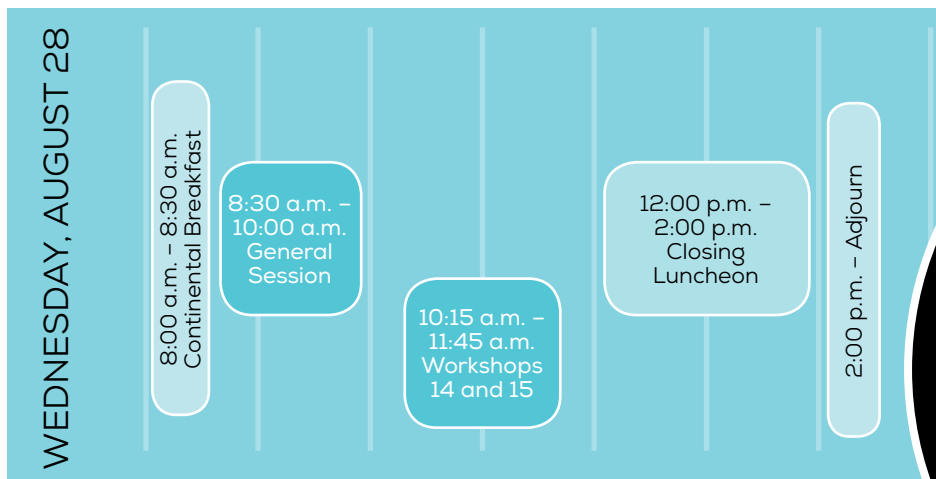 WEDNESDAY, AUGUST 28
8:00 a.m. – 8:30 a.m.
Continental Breakfast
8:30 a.m. –
10:00 a.m.
General
Session
10:15 a.m. –
11:45 a.m.
Workshops
14 and 15
12:00 p.m. –
2:00 p.m.
Closing
Luncheon
2:00 p.m. – Adjourn